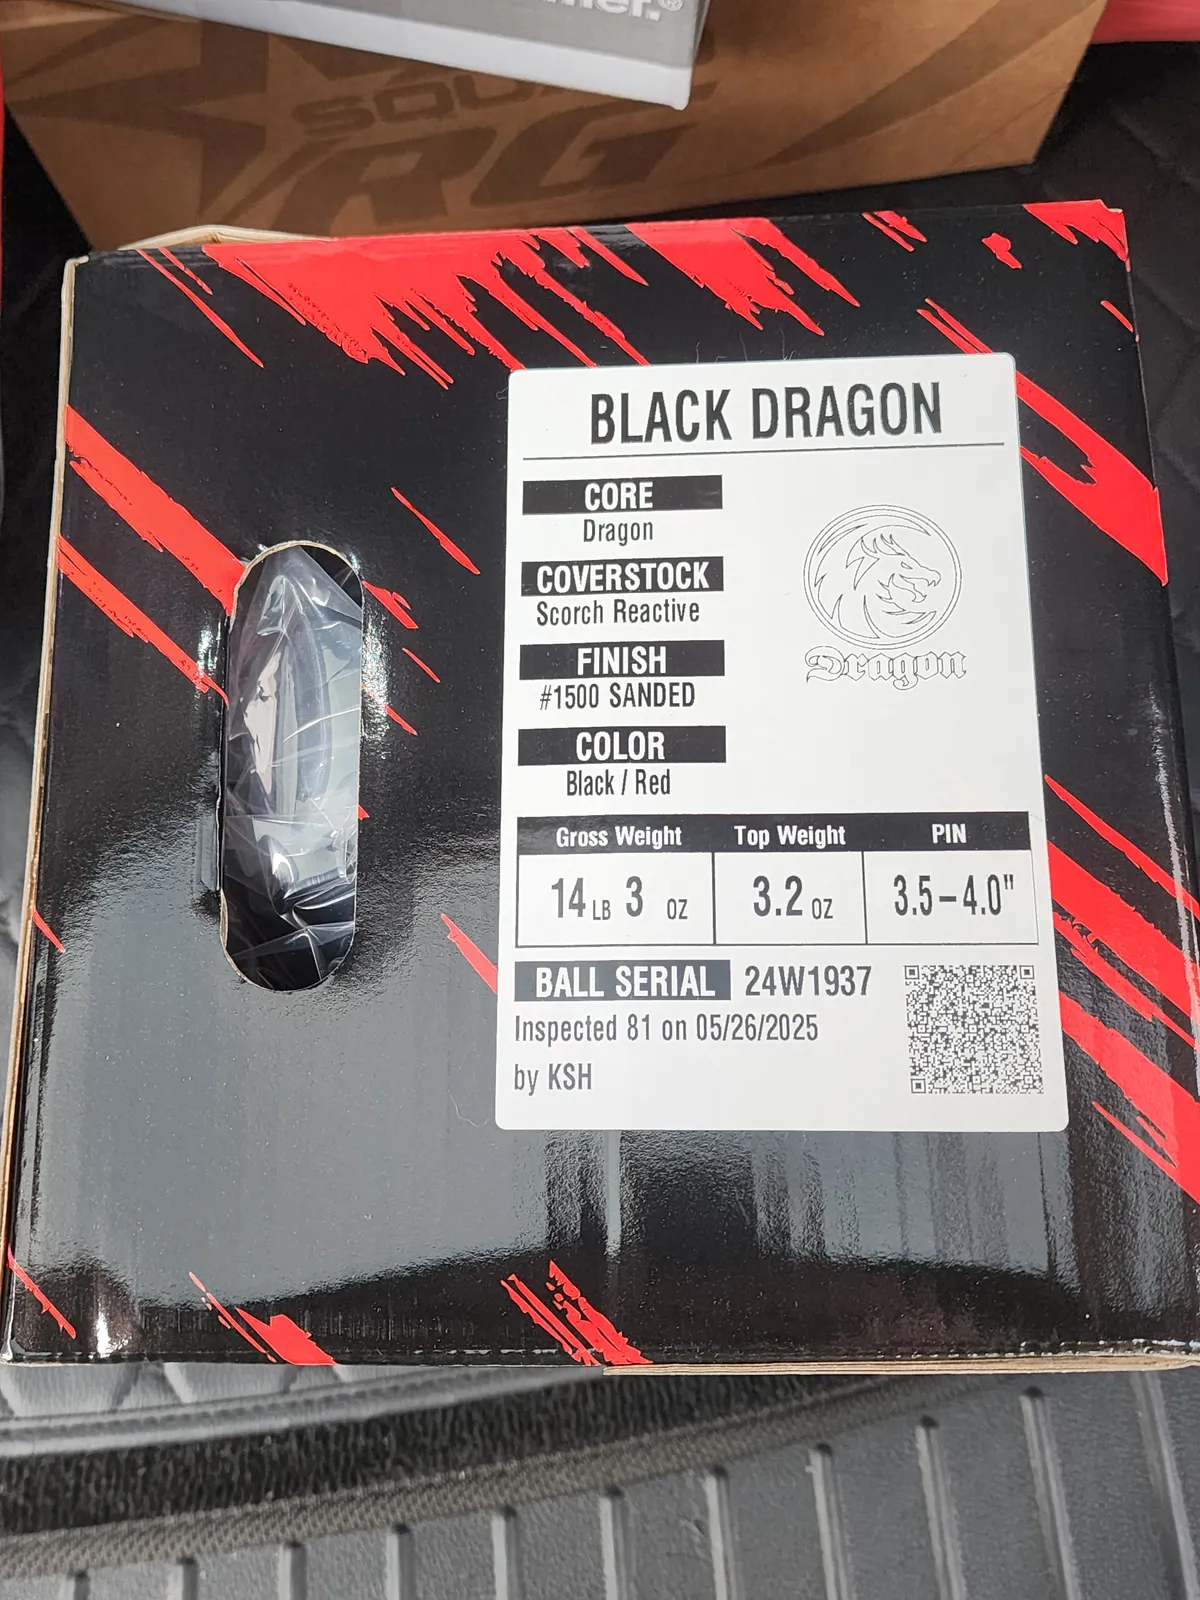 RG
BLACK DRAGON
CORE
Dragon
COVERSTOCK
Scorch Reactive
FINISH
#1500 SANDED
COLOR
Black / Red
Dragon
Gross Weight Top Weight PIN
14 LB 3 OZ 3.2 OZ 3.5-4.0"
BALL SERIAL 24W1937
Inspected 81 on 05/26/2025
by KSH